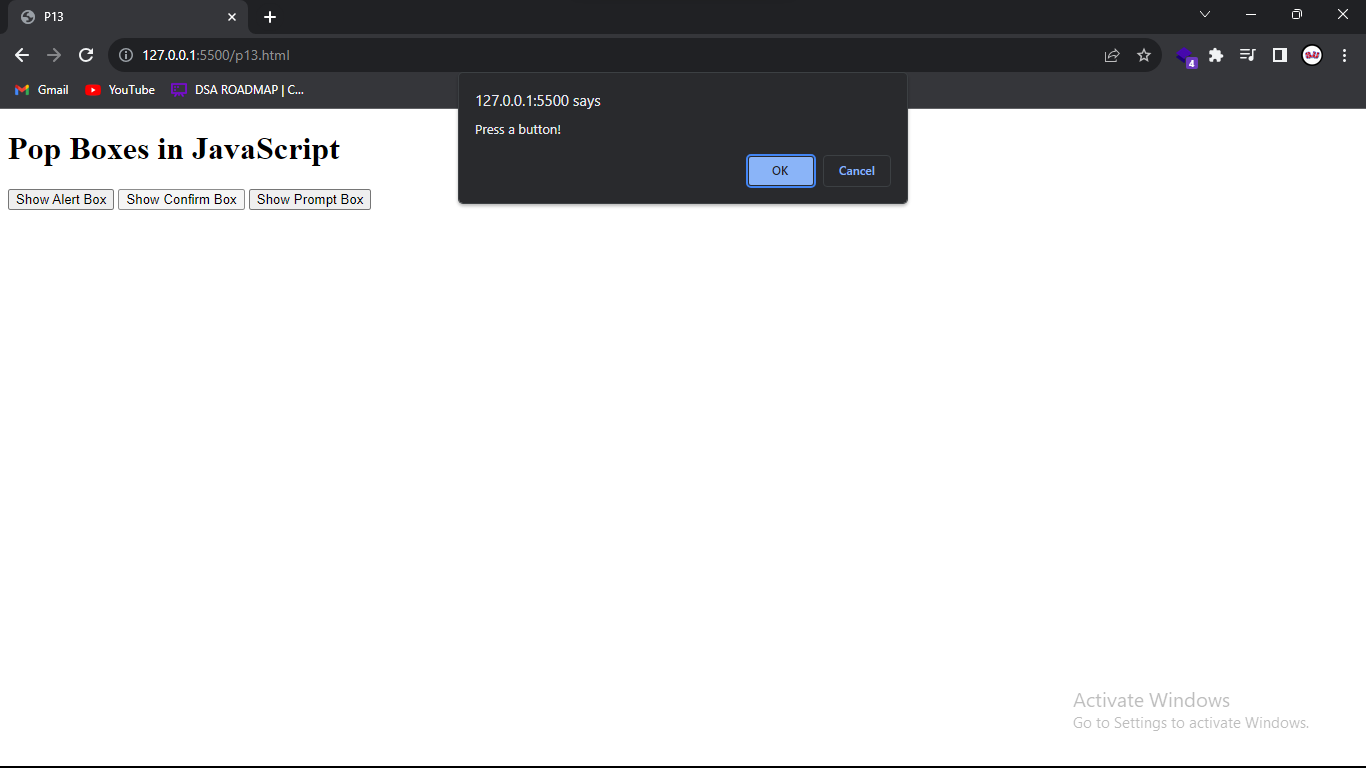 P13
127.0.0.1:5500/p13.html
4
Gmail
YouTube
DSA ROADMAP | C...
127.0.0.1:5500 says
Press a button!
OK
Cancel
Pop Boxes in JavaScript
Show Alert Box
Show Confirm Box
Show Prompt Box
Activate Windows
Go to Settings to activate Windows.